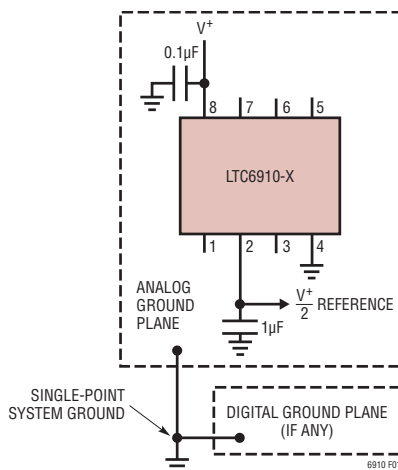 V+
0.1µF
8 7 6 5
LTC6910-X
1 2 3 4
ANALOG
GROUND
PLANE
V+
2
REFERENCE
1µF
SINGLE-POINT
SYSTEM GROUND
DIGITAL GROUND PLANE
(IF ANY)
6910 F01